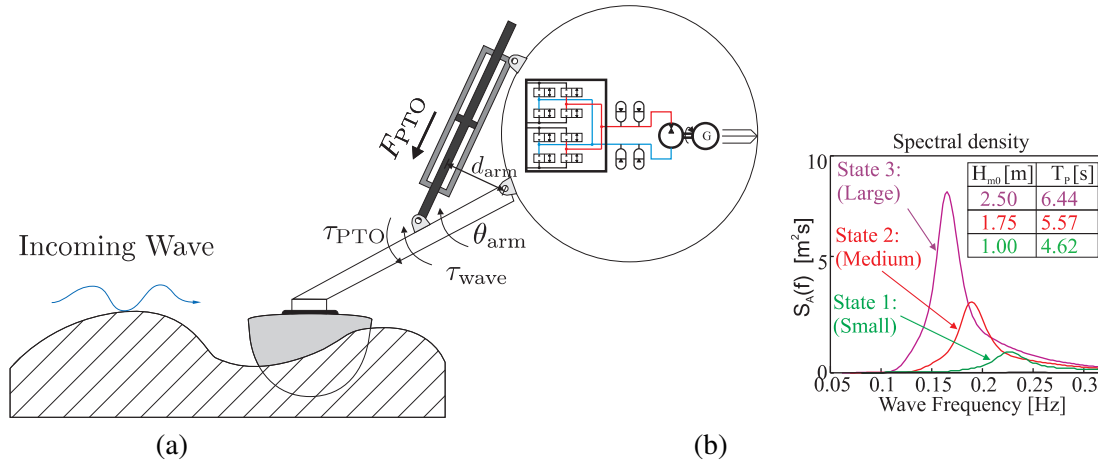 F_PTO
d_arm
θ_arm
τ_PTO
τ_wave
Incoming Wave
G
(a)
(b)
Spectral density
10
5
0
S_A(f) [m²s]
State 3:
(Large)
State 2:
(Medium)
State 1:
(Small)
H_m0 [m] T_P [s]
2.50 6.44
1.75 5.57
1.00 4.62
0.05 0.1 0.15 0.2 0.25 0.3
Wave Frequency [Hz]